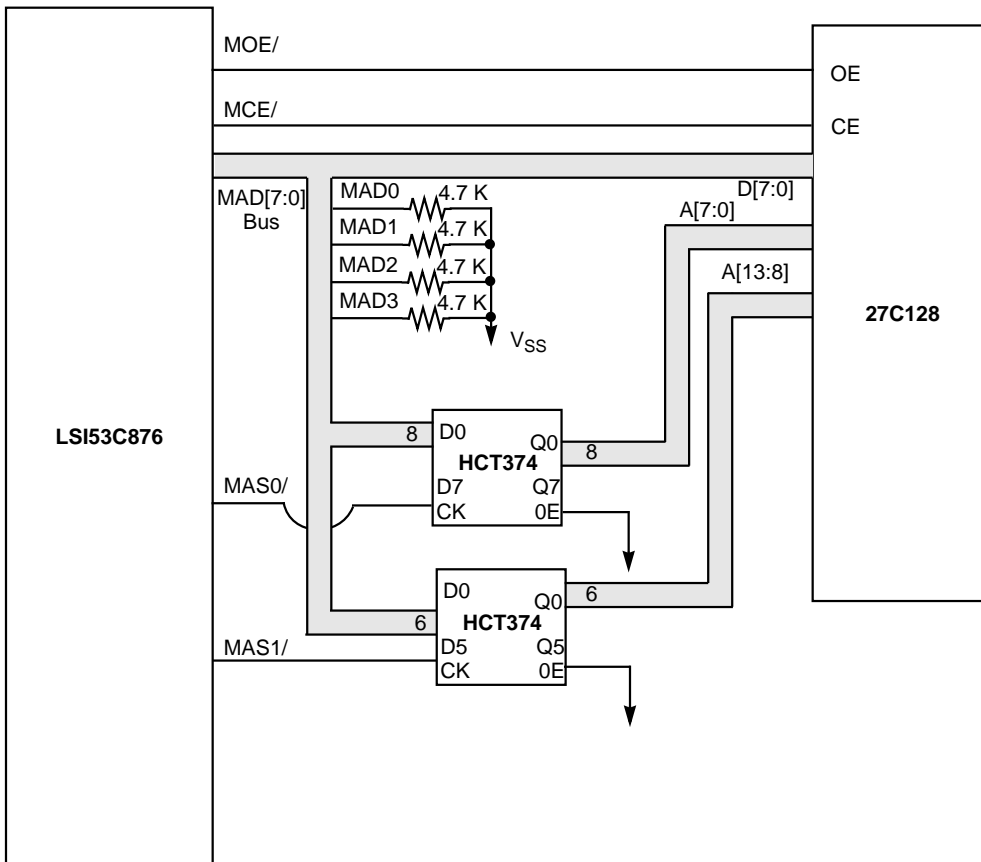 MOE/
OE
MCE/
CE
MAD[7:0]
Bus
MAD0
4.7 K
MAD1
4.7 K
MAD2
4.7 K
MAD3
4.7 K
VSS
D[7:0]
A[7:0]
A[13:8]
27C128
LSI53C876
8
D0
Q0
8
HCT374
D7
Q7
MAS0/
CK
0E
D0
Q0
6
6
HCT374
D5
Q5
MAS1/
CK
0E